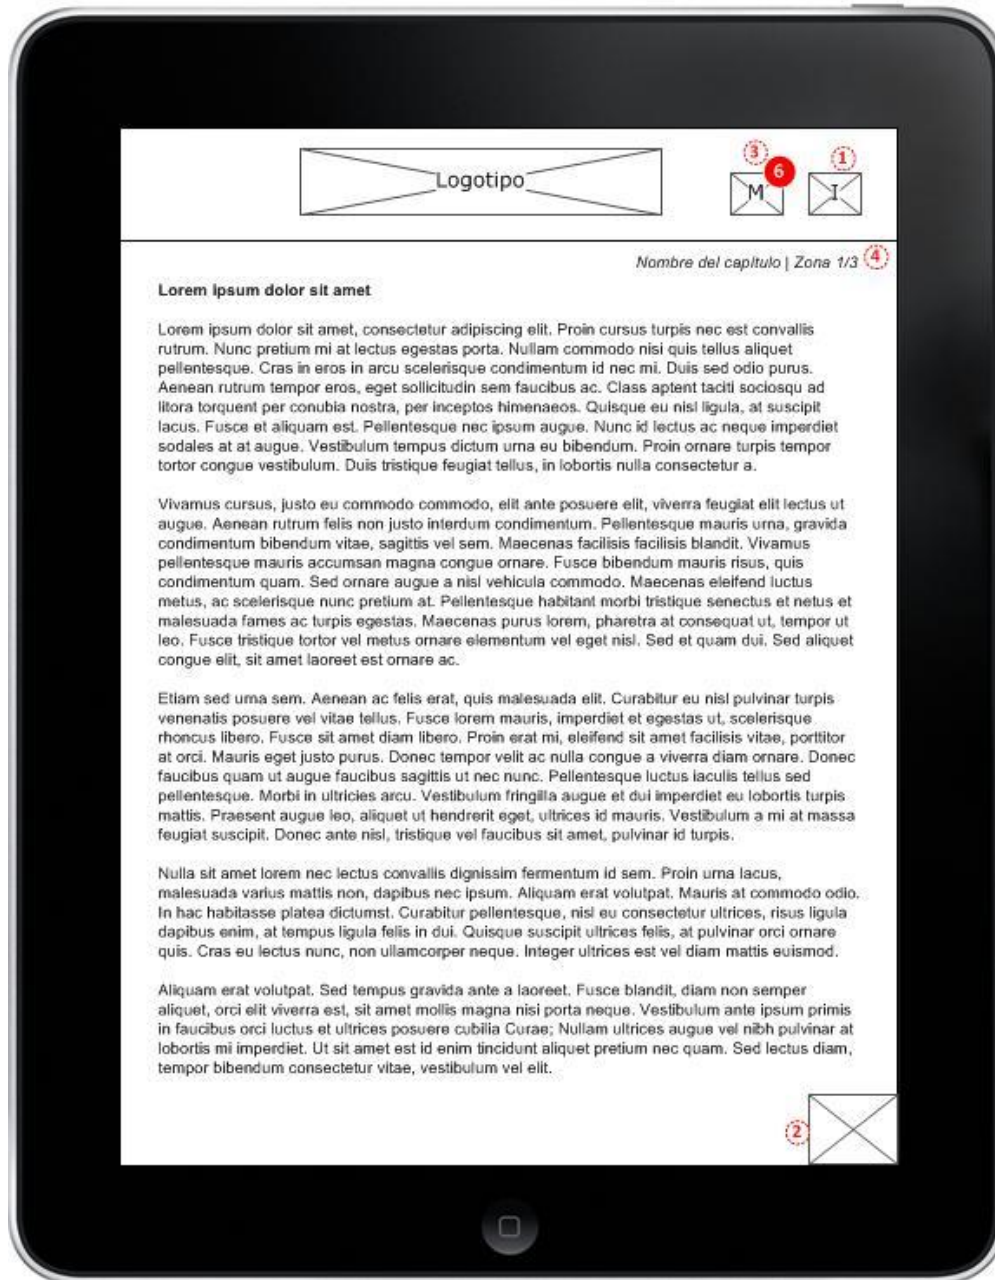 3
6
1
Logotipo
M
I
Nombre del capítulo | Zona 1/3
4
Lorem ipsum dolor sit amet
Lorem ipsum dolor sit amet, consectetur adipiscing elit. Proin cursus turpis nec est convallis
rutrum. Nunc pretium mi at lectus egestas porta. Nullam commodo nisi quis tellus aliquet
pellentesque. Cras in eros in arcu scelerisque condimentum id nec mi. Duis sed odio purus.
Aenean rutrum tempor eros, eget sollicitudin sem faucibus ac. Class aptent taciti sociosqu ad
litora torquent per conubia nostra, per inceptos himenaeos. Quisque eu nisl ligula, at suscipit
lacus. Fusce et aliquam est. Pellentesque nec ipsum augue. Nunc id lectus ac neque imperdiet
sodales at at augue. Vestibulum tempus dictum urna eu bibendum. Proin ornare turpis tempor
tortor congue vestibulum. Duis tristique feugiat tellus, in lobortis nulla consectetur a.
Vivamus cursus, justo eu commodo commodo, elit ante posuere elit, viverra feugiat elit lectus ut
augue. Aenean rutrum felis non justo interdum condimentum. Pellentesque mauris urna, gravida
condimentum bibendum vitae, sagittis vel sem. Maecenas facilisis facilisis blandit. Vivamus
pellentesque mauris accumsan magna congue ornare. Fusce bibendum mauris risus, quis
condimentum quam. Sed ornare augue a nisl vehicula commodo. Maecenas eleifend luctus
metus, ac scelerisque nunc pretium at. Pellentesque habitant morbi tristique senectus et netus et
malesuada fames ac turpis egestas. Maecenas purus lorem, pharetra at consequat ut, tempor ut
leo. Fusce tristique tortor vel metus ornare elementum vel eget nisl. Sed et quam dui. Sed aliquet
congue elit, sit amet laoreet est ornare ac.
Etiam sed urna sem. Aenean ac felis erat, quis malesuada elit. Curabitur eu nisl pulvinar turpis
venenatis posuere vel vitae tellus. Fusce lorem mauris, imperdiet et egestas ut, scelerisque
rhoncus libero. Fusce sit amet diam libero. Proin erat mi, eleifend sit amet facilisis vitae, porttitor
at orci. Mauris eget justo purus. Donec tempor velit ac nulla congue a viverra diam ornare. Donec
faucibus quam ut augue faucibus sagittis ut nec nunc. Pellentesque luctus iaculis tellus sed
pellentesque. Morbi in ultricies arcu. Vestibulum fringilla augue et dui imperdiet eu lobortis turpis
mattis. Praesent augue leo, aliquet ut hendrerit eget, ultrices id mauris. Vestibulum a mi at massa
feugiat suscipit. Donec ante nisl, tristique vel faucibus sit amet, pulvinar id turpis.
Nulla sit amet lorem nec lectus convallis dignissim fermentum id sem. Proin urna lacus,
malesuada varius mattis non, dapibus nec ipsum. Aliquam erat volutpat. Mauris at commodo odio.
In hac habitasse platea dictumst. Curabitur pellentesque, nisl eu consectetur ultrices, risus ligula
dapibus enim, at tempus ligula felis in dui. Quisque suscipit ultrices felis, at pulvinar orci ornare
quis. Cras eu lectus nunc, non ullamcorper neque. Integer ultrices est vel diam mattis euismod.
Aliquam erat volutpat. Sed tempus gravida ante a laoreet. Fusce blandit, diam non semper
aliquet, orci elit viverra est, sit amet mollis magna nisi porta neque. Vestibulum ante ipsum primis
in faucibus orci luctus et ultrices posuere cubilia Curae; Nullam ultrices augue vel nibh pulvinar at
lobortis mi imperdiet. Ut sit amet est id enim tincidunt aliquet pretium nec quam. Sed lectus diam,
tempor bibendum consectetur vitae, vestibulum vel elit.
2